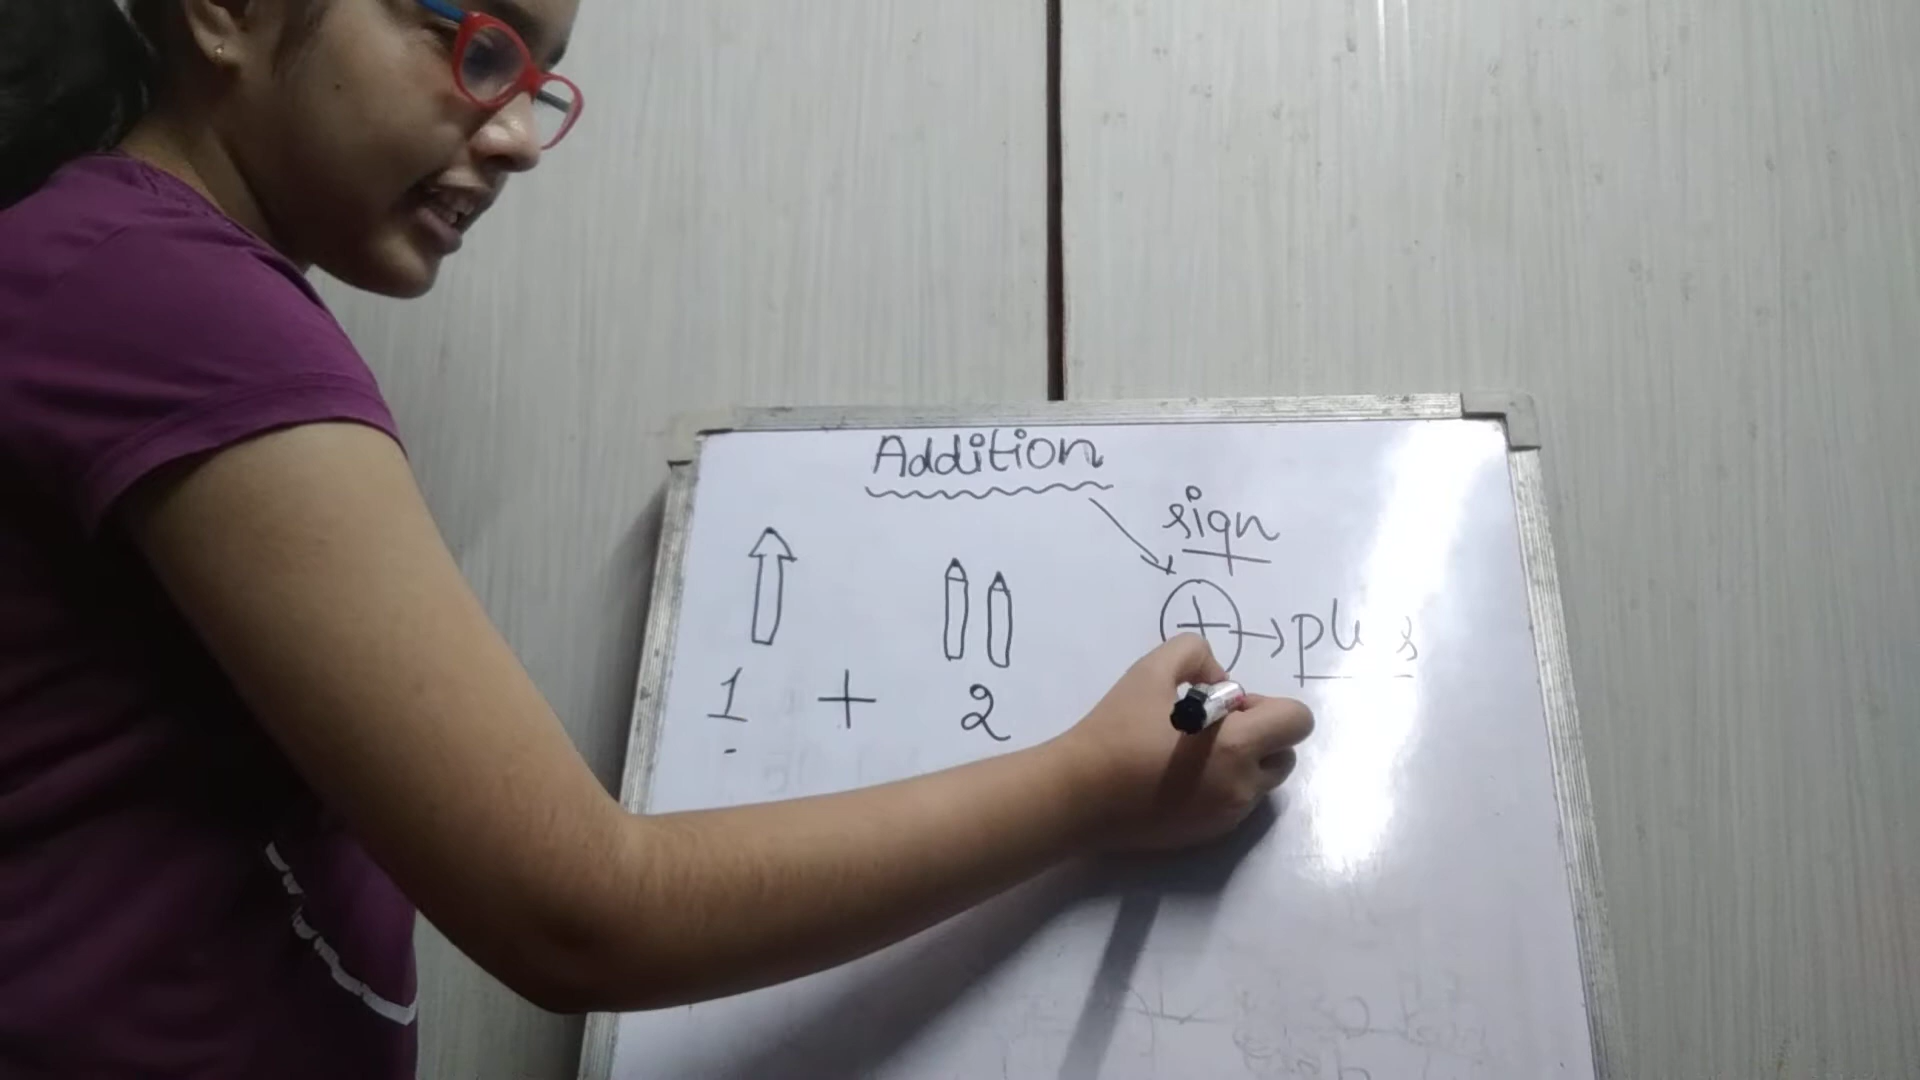 Addition
sign
+ → plus
1 + 2